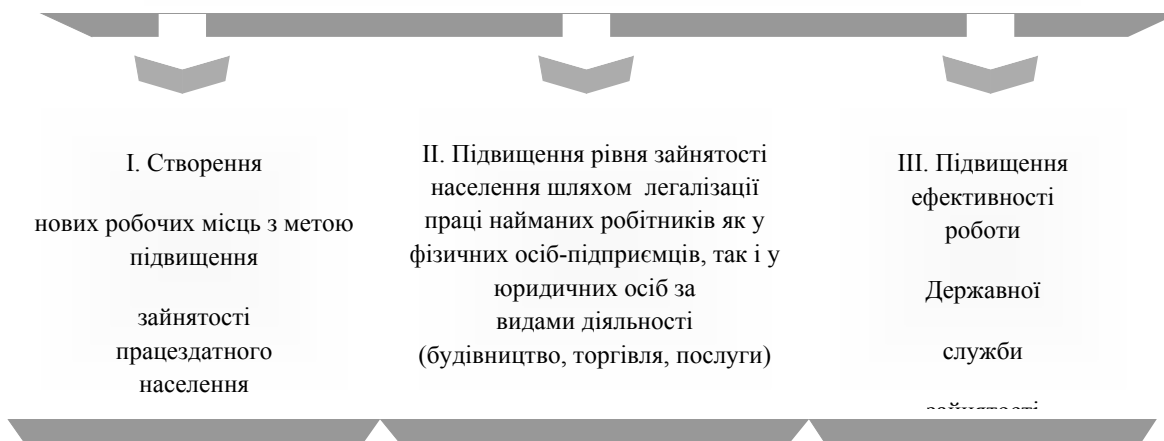 І. Створення
нових робочих місць з метою
підвищення
зайнятості
працездатного
населення
ІІ. Підвищення рівня зайнятості
населення шляхом легалізації
праці найманих робітників як у
фізичних осіб-підприємців, так і у
юридичних осіб за
видами діяльності
(будівництво, торгівля, послуги)
ІІІ. Підвищення
ефективності
роботи
Державної
служби